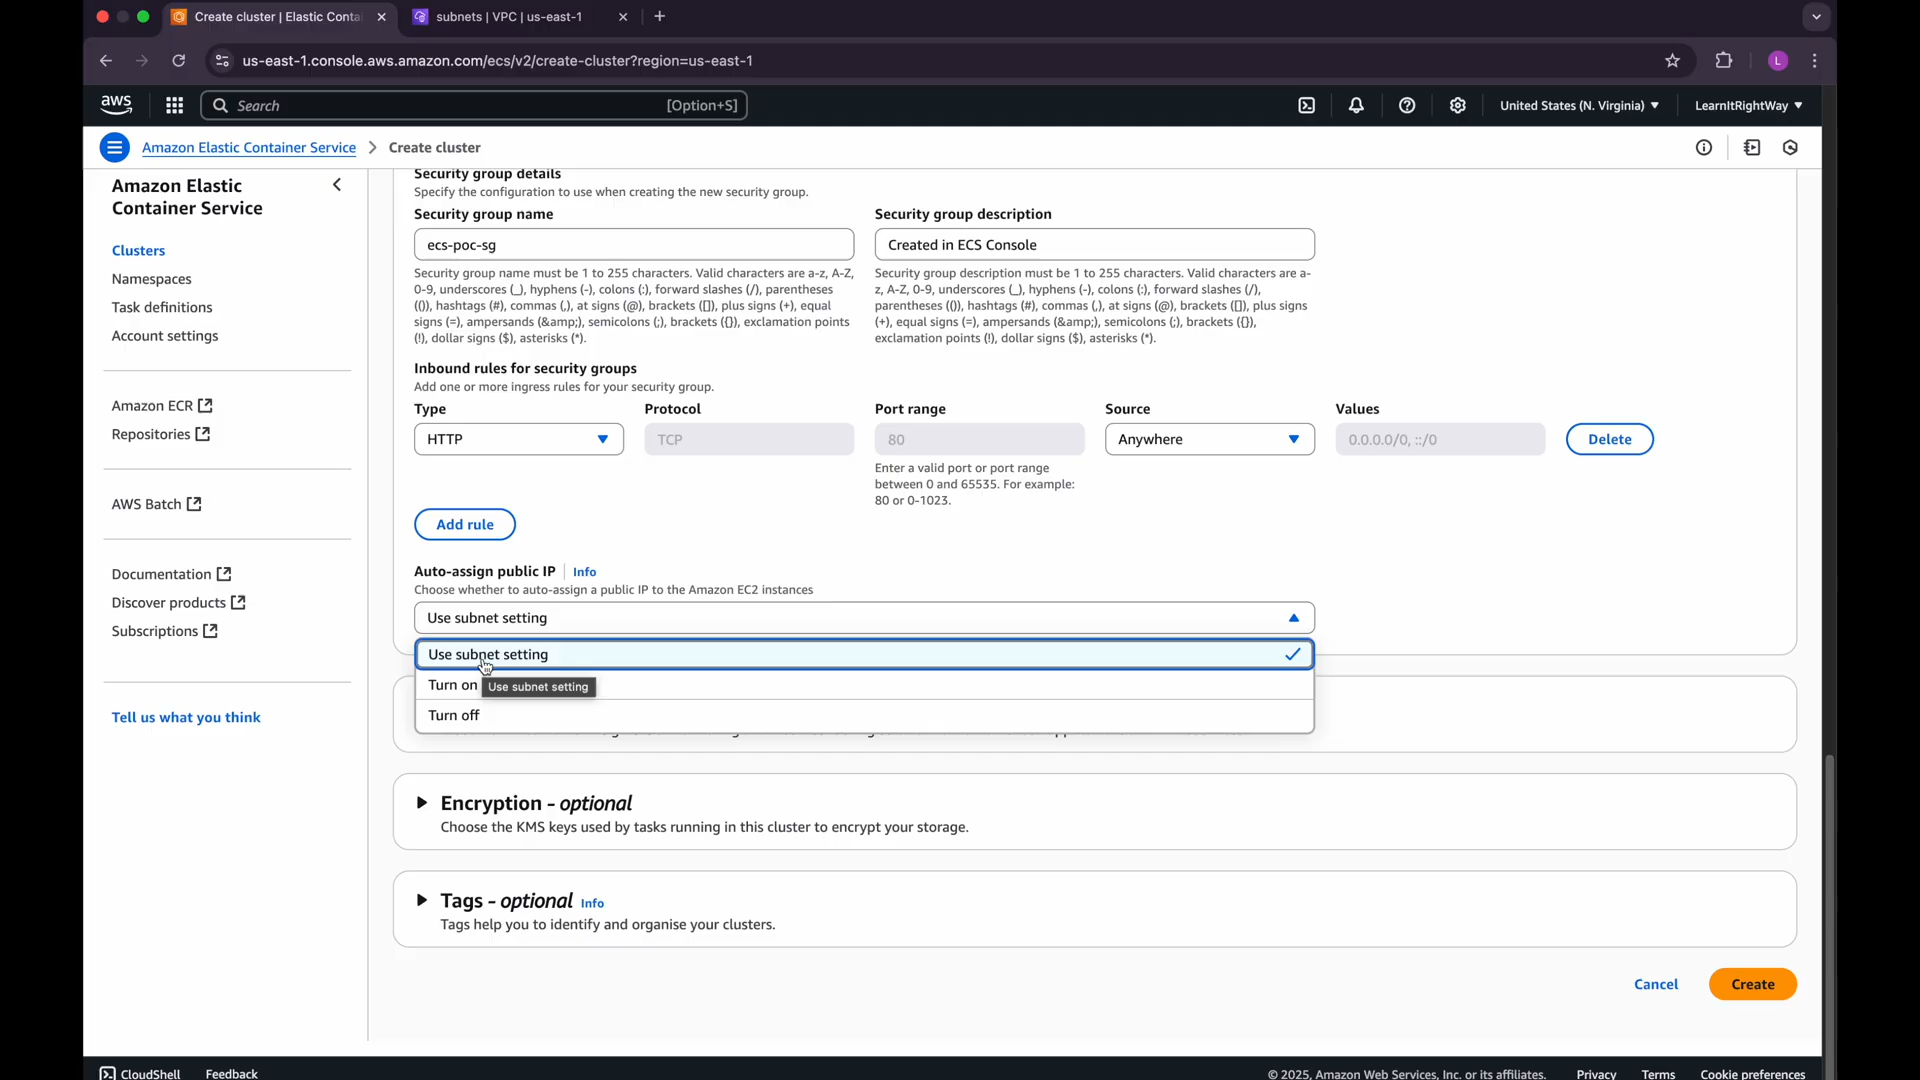 Create cluster | Elastic Conta
subnets | VPC | us-east-1
us-east-1.console.aws.amazon.com/ecs/v2/create-cluster?region=us-east-1
L
aws
Search
[Option+S]
United States (N. Virginia)
LearnItRightWay
Amazon Elastic Container Service
Create cluster
Amazon Elastic
Container Service
Clusters
Namespaces
Task definitions
Account settings
Amazon ECR
Repositories
AWS Batch
Documentation
Discover products
Subscriptions
Tell us what you think
Security group details
Specify the configuration to use when creating the new security group.
Security group name
Security group description
ecs-poc-sg
Created in ECS Console
Security group name must be 1 to 255 characters. Valid characters are a-z, A-Z,
0-9, underscores (_), hyphens (-), colons (:), forward slashes (/), parentheses
(()), hashtags (#), commas (,), at signs (@), brackets ([]), plus signs (+), equal
signs (=), ampersands (&amp;), semicolons (;), brackets ({}), exclamation points
(!), dollar signs ($), asterisks (*).
Security group description must be 1 to 255 characters. Valid characters are a-
z, A-Z, 0-9, underscores (_), hyphens (-), colons (:), forward slashes (/),
parentheses (()), hashtags (#), commas (,), at signs (@), brackets ([]), plus signs
(+), equal signs (=), ampersands (&amp;), semicolons (;), brackets ({}),
exclamation points (!), dollar signs ($), asterisks (*).
Inbound rules for security groups
Add one or more ingress rules for your security group.
Type
Protocol
Port range
Source
Values
HTTP
TCP
80
Anywhere
0.0.0.0/0, ::/0
Delete
Enter a valid port or port range
between 0 and 65535. For example:
80 or 0-1023.
Add rule
Auto-assign public IP
Info
Choose whether to auto-assign a public IP to the Amazon EC2 instances
Use subnet setting
Use subnet setting
Turn on
Use subnet setting
Turn off
Encryption - optional
Choose the KMS keys used by tasks running in this cluster to encrypt your storage.
Tags - optional
Info
Tags help you to identify and organise your clusters.
Cancel
Create
CloudShell
Feedback
© 2025, Amazon Web Services, Inc. or its affiliates.
Privacy
Terms
Cookie preferences